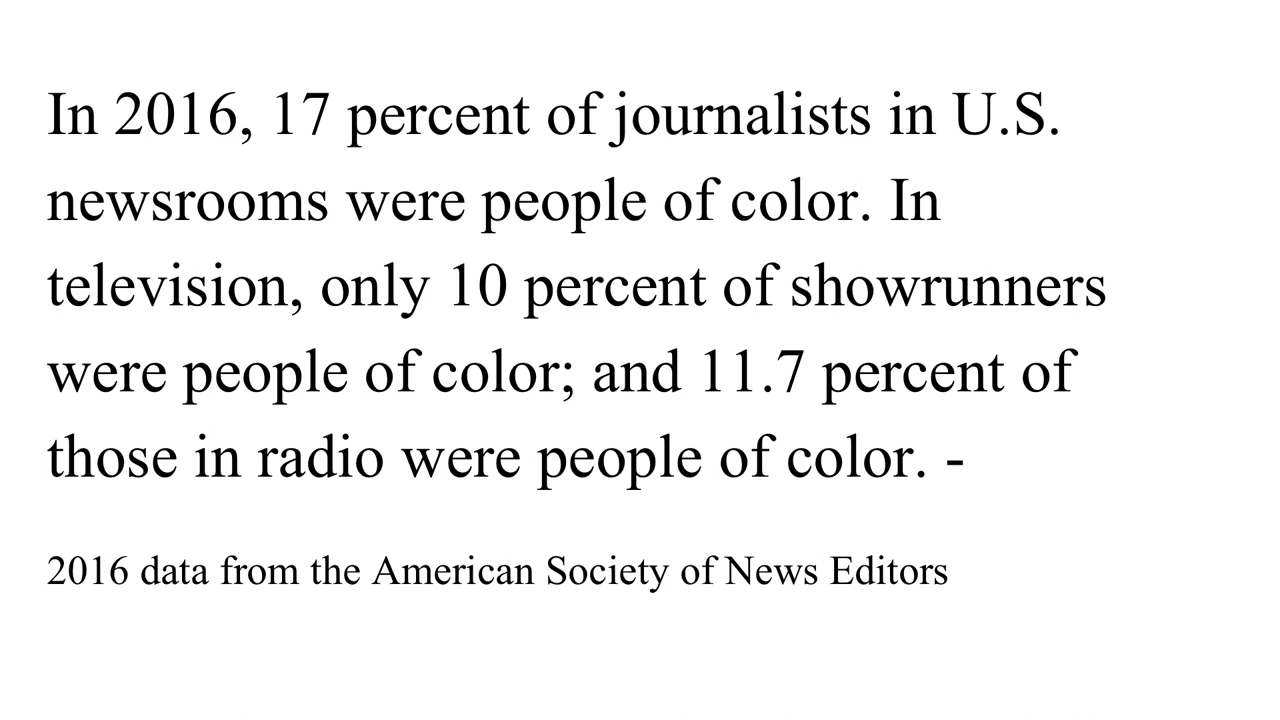 In 2016, 17 percent of journalists in U.S.
newsrooms were people of color. In
television, only 10 percent of showrunners
were people of color; and 11.7 percent of
those in radio were people of color. -
2016 data from the American Society of News Editors